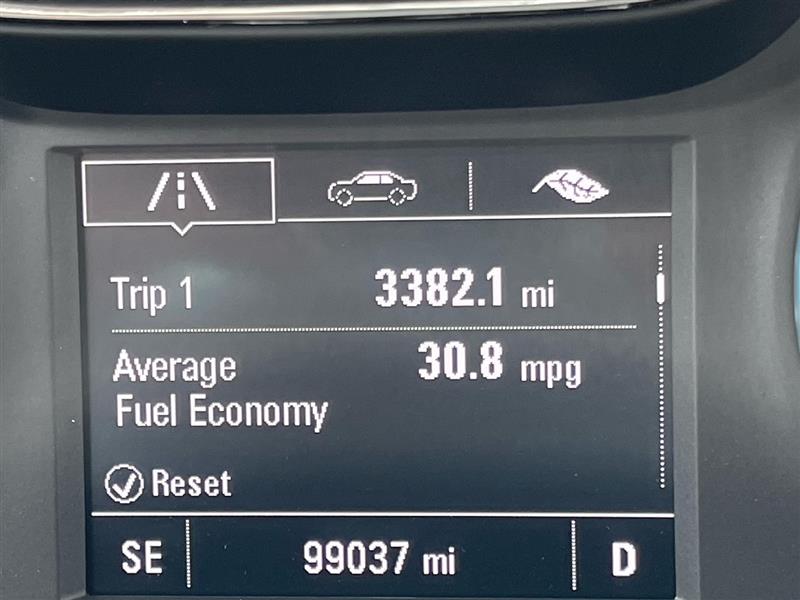 Trip 1 3382.1 mi
Average 30.8 mpg
Fuel Economy
Reset
SE 99037 mi D